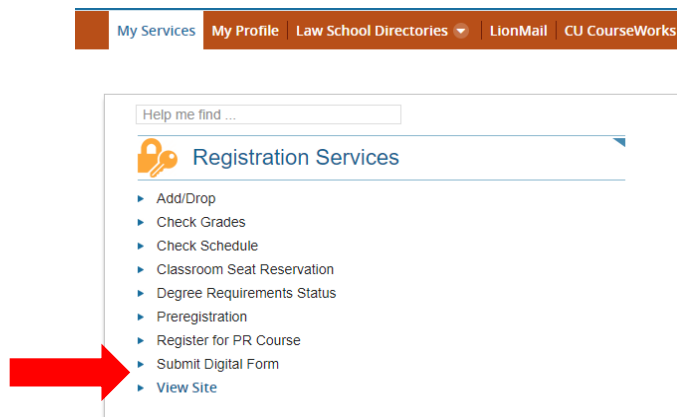 My Services My Profile Law School Directories LionMail CU CourseWorks
Help me find ...
Registration Services
Add/Drop
Check Grades
Check Schedule
Classroom Seat Reservation
Degree Requirements Status
Preregistration
Register for PR Course
Submit Digital Form
View Site